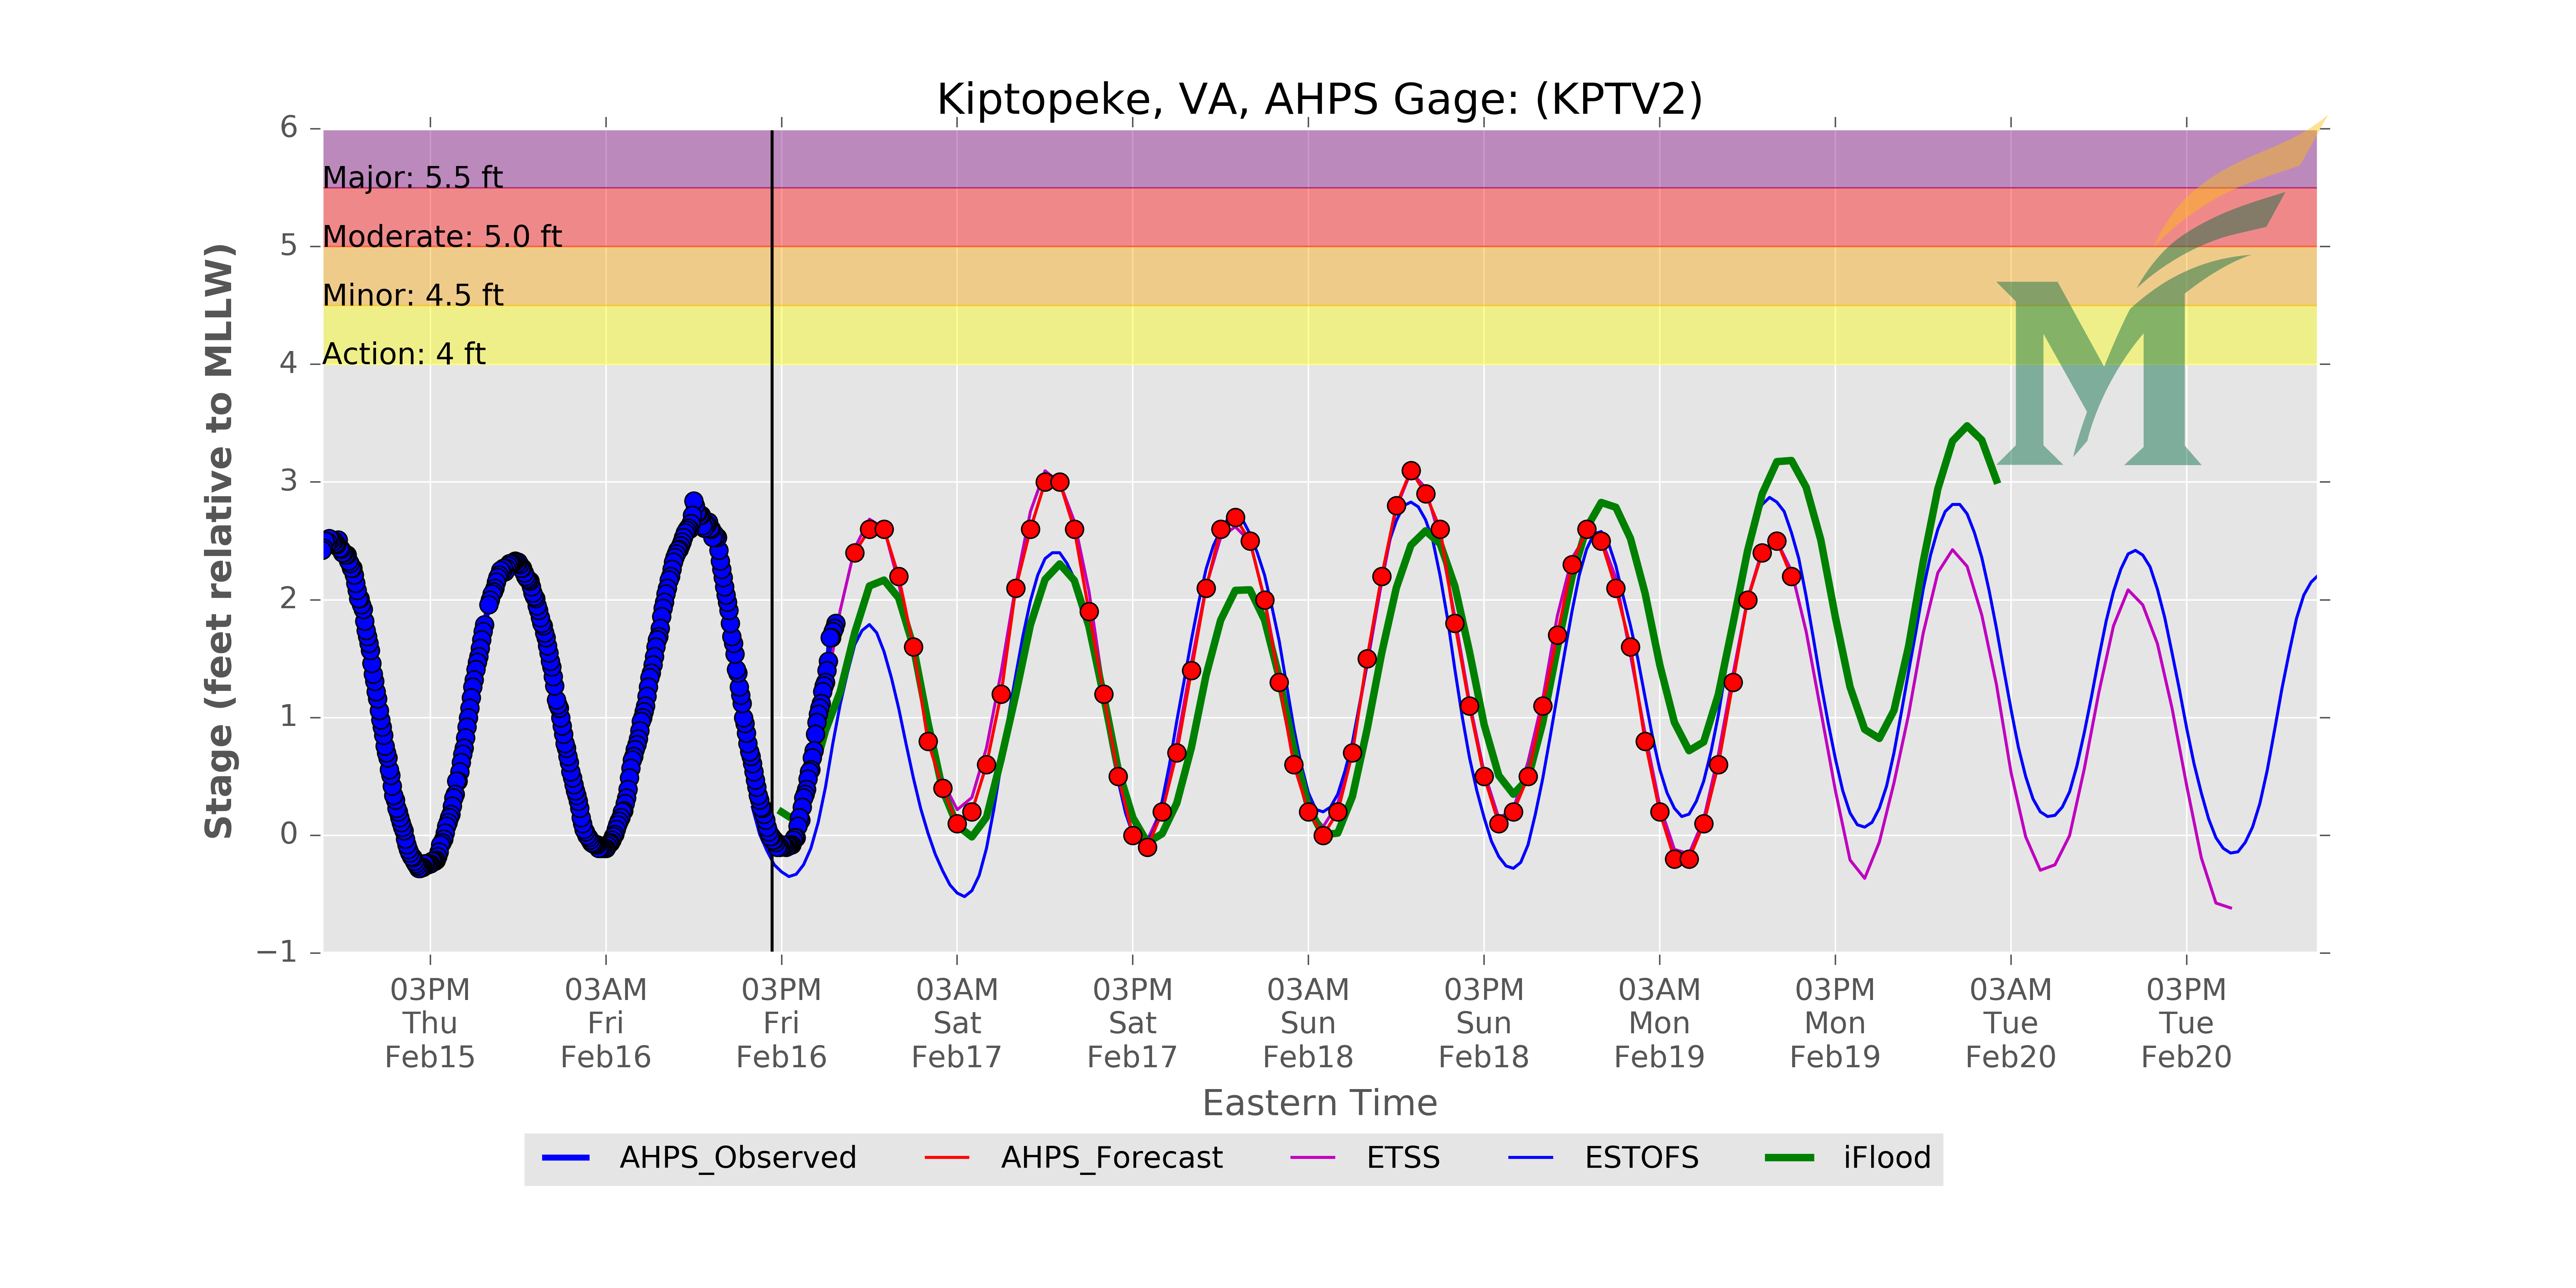 Kiptopeke, VA, AHPS Gage: (KPTV2)
6
Major: 5.5 ft
Moderate: 5.0 ft
5
Minor: 4.5 ft
Action: 4 ft
4
3
2
1
0
−1
Stage (feet relative to MLLW)
03PM 03AM 03PM 03AM 03PM 03AM 03PM 03AM 03PM 03AM 03PM
Thu Fri Fri Sat Sat Sun Sun Mon Mon Tue Tue
Feb15 Feb16 Feb16 Feb17 Feb17 Feb18 Feb18 Feb19 Feb19 Feb20 Feb20
Eastern Time
AHPS_Observed AHPS_Forecast ETSS ESTOFS iFlood
M